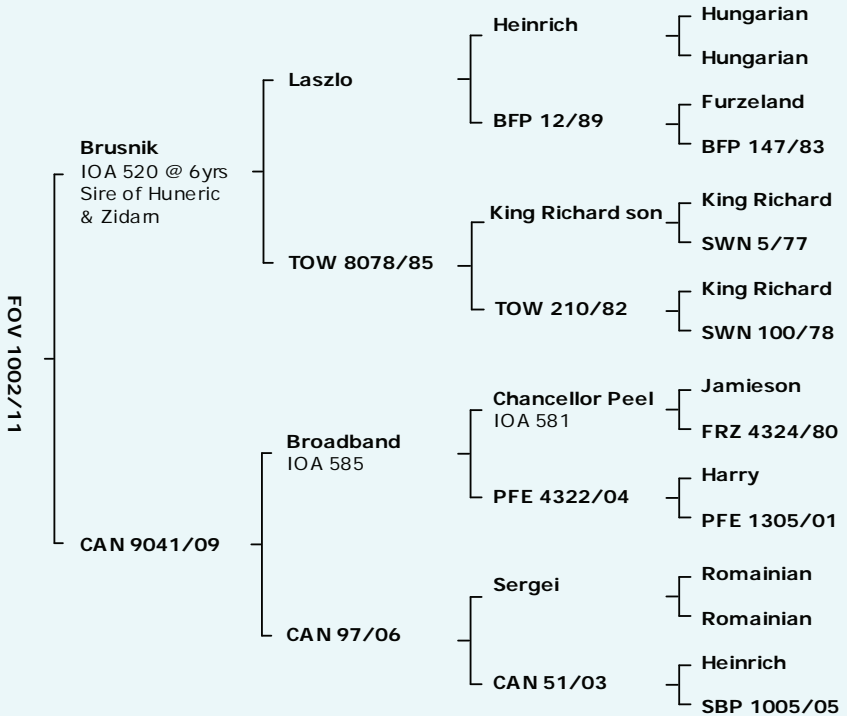 FOV 1002/11
Brusnik
IOA 520 @ 6yrs
Sire of Huneric
& Zidarn
CAN 9041/09
Laszlo
TOW 8078/85
Broadband
IOA 585
CAN 97/06
Heinrich
BFP 12/89
King Richard son
TOW 210/82
Chancellor Peel
IOA 581
PFE 4322/04
Sergei
CAN 51/03
Hungarian
Hungarian
Furzeland
BFP 147/83
King Richard
SWN 5/77
King Richard
SWN 100/78
Jamieson
FRZ 4324/80
Harry
PFE 1305/01
Romainian
Romainian
Heinrich
SBP 1005/05